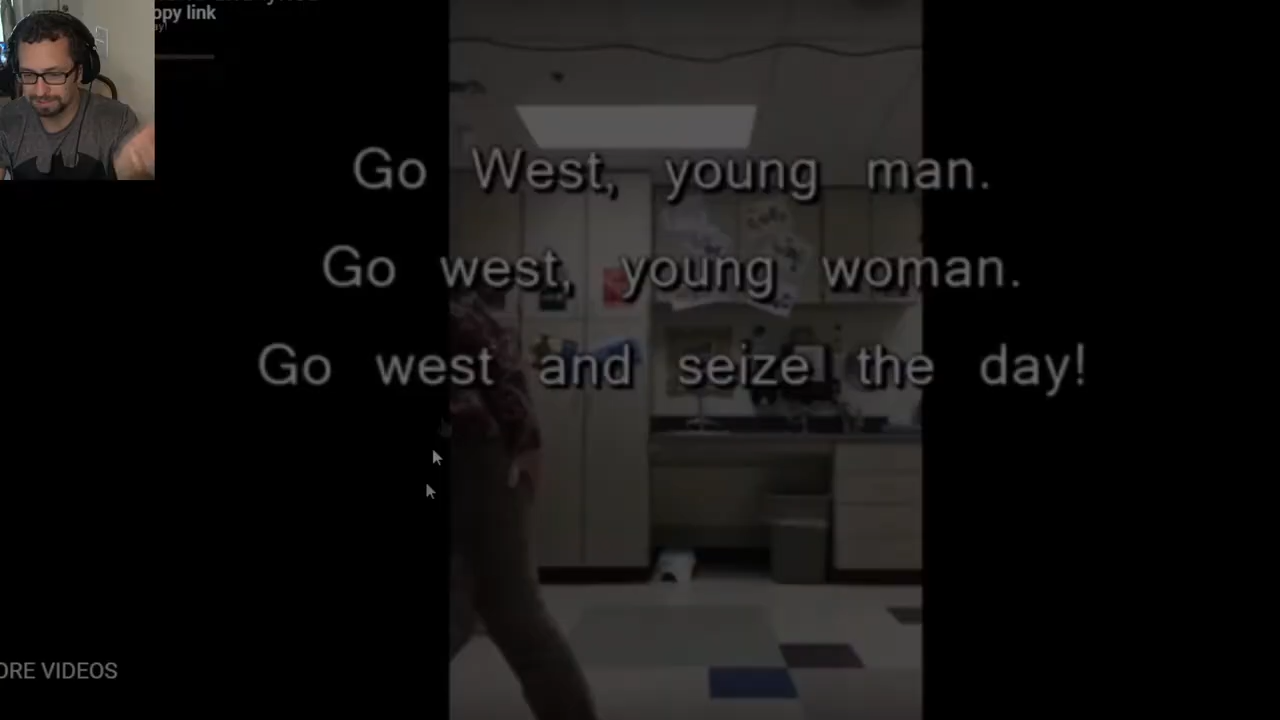 opy link
Go West, young man.
Go west, young woman.
Go west and seize the day!
ORE VIDEOS